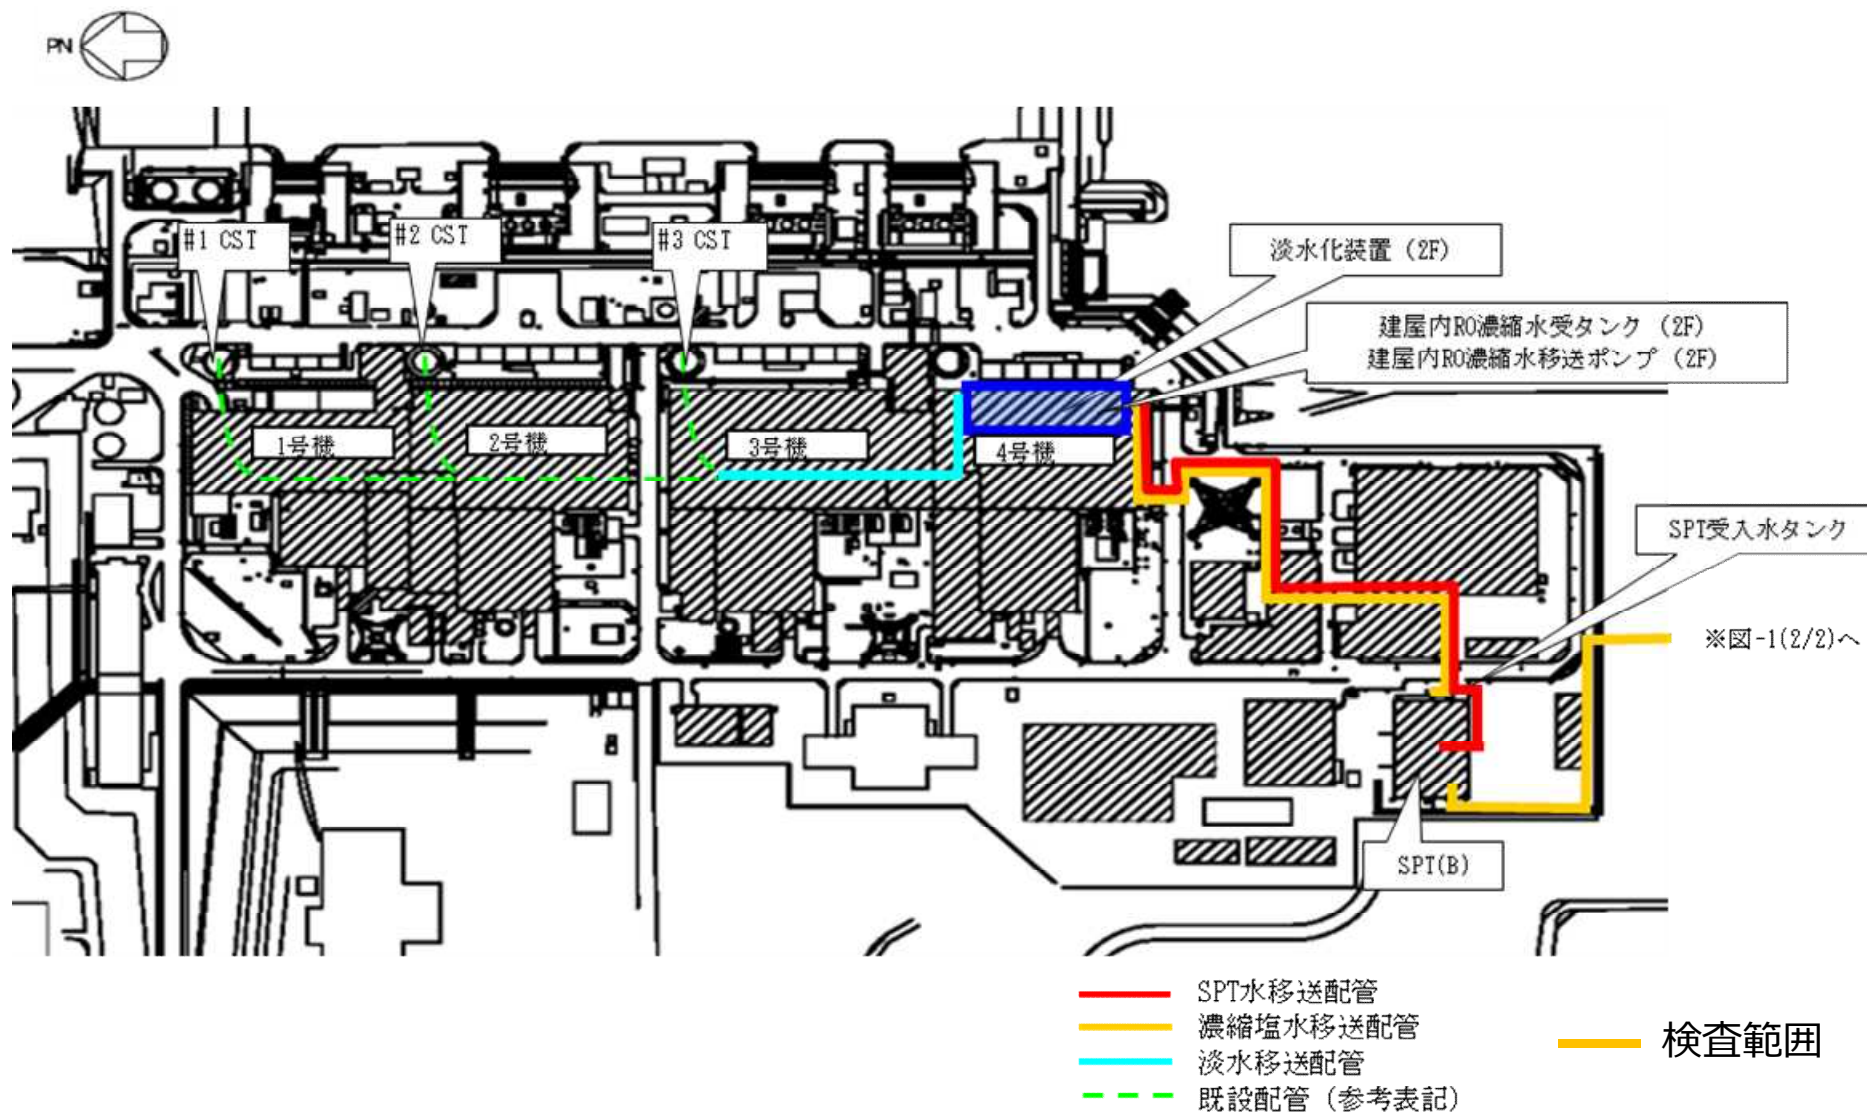 PN
#1 CST
#2 CST
#3 CST
淡水化装置 (2F)
建屋内RO濃縮水受タンク (2F)
建屋内RO濃縮水移送ポンプ (2F)
1号機
2号機
3号機
4号機
SPT受入水タンク
※図-1(2/2)へ
SPT(B)
SPT水移送配管
濃縮塩水移送配管
淡水移送配管
既設配管 (参考表記)
検査範囲